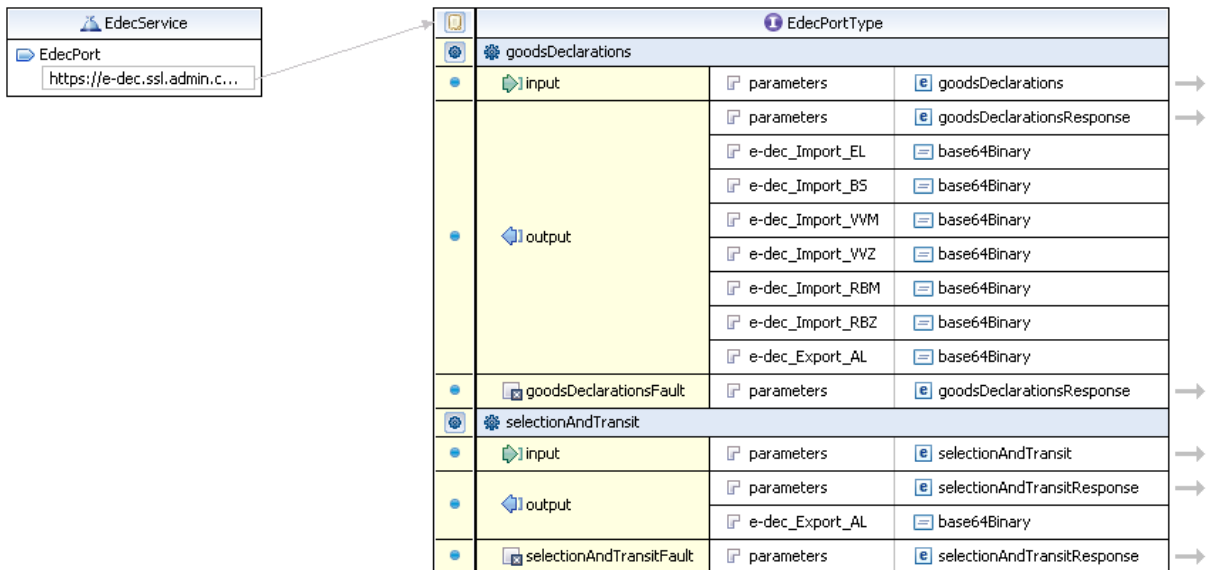 EdecService
EdecPort
https://e-dec.ssl.admin.c...
EdecPortType
goodsDeclarations
input parameters goodsDeclarations
output parameters goodsDeclarationsResponse
e-dec_Import_EL base64Binary
e-dec_Import_BS base64Binary
e-dec_Import_VVM base64Binary
e-dec_Import_VVZ base64Binary
e-dec_Import_RBM base64Binary
e-dec_Import_RBZ base64Binary
e-dec_Export_AL base64Binary
goodsDeclarationsFault parameters goodsDeclarationsResponse
selectionAndTransit
input parameters selectionAndTransit
output parameters selectionAndTransitResponse
e-dec_Export_AL base64Binary
selectionAndTransitFault parameters selectionAndTransitResponse